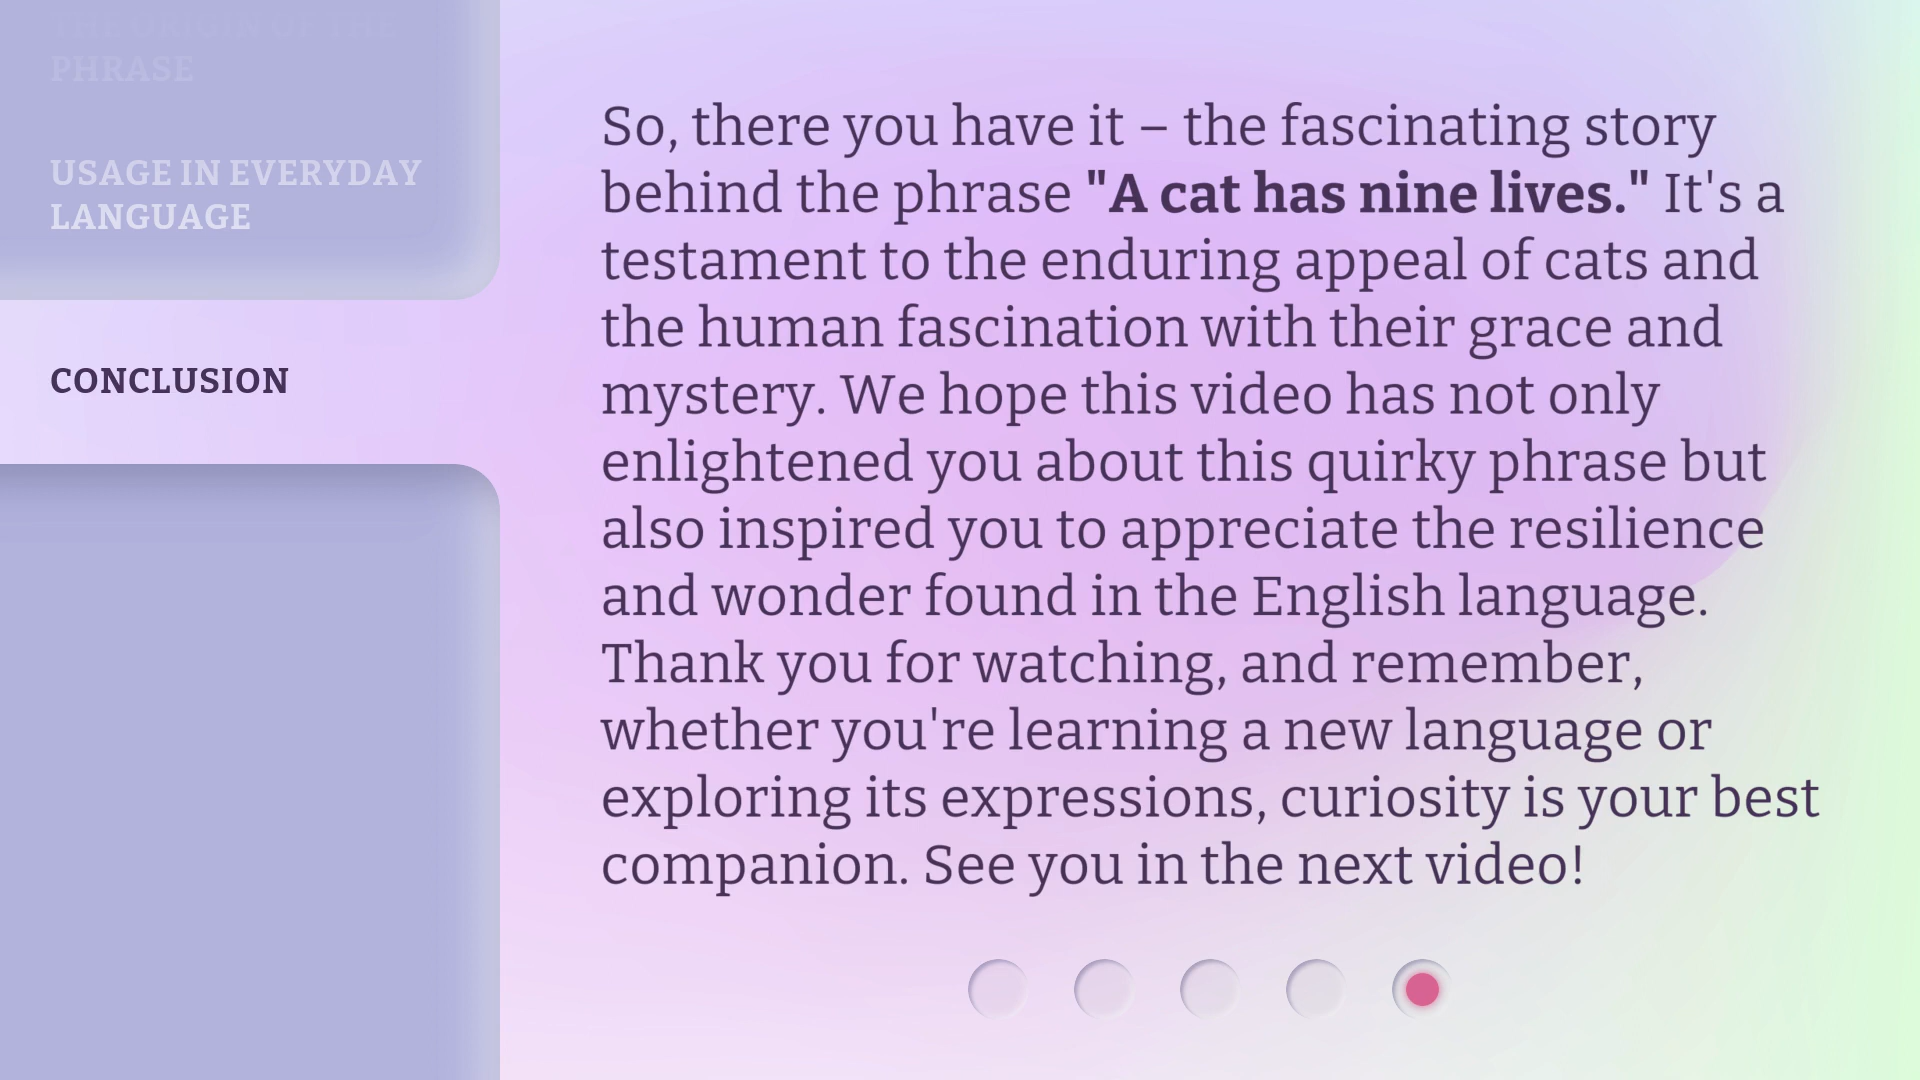 THE ORIGIN OF THE
PHRASE
USAGE IN EVERYDAY
LANGUAGE
CONCLUSION
So, there you have it – the fascinating story
behind the phrase "A cat has nine lives." It's a
testament to the enduring appeal of cats and
the human fascination with their grace and
mystery. We hope this video has not only
enlightened you about this quirky phrase but
also inspired you to appreciate the resilience
and wonder found in the English language.
Thank you for watching, and remember,
whether you're learning a new language or
exploring its expressions, curiosity is your best
companion. See you in the next video!